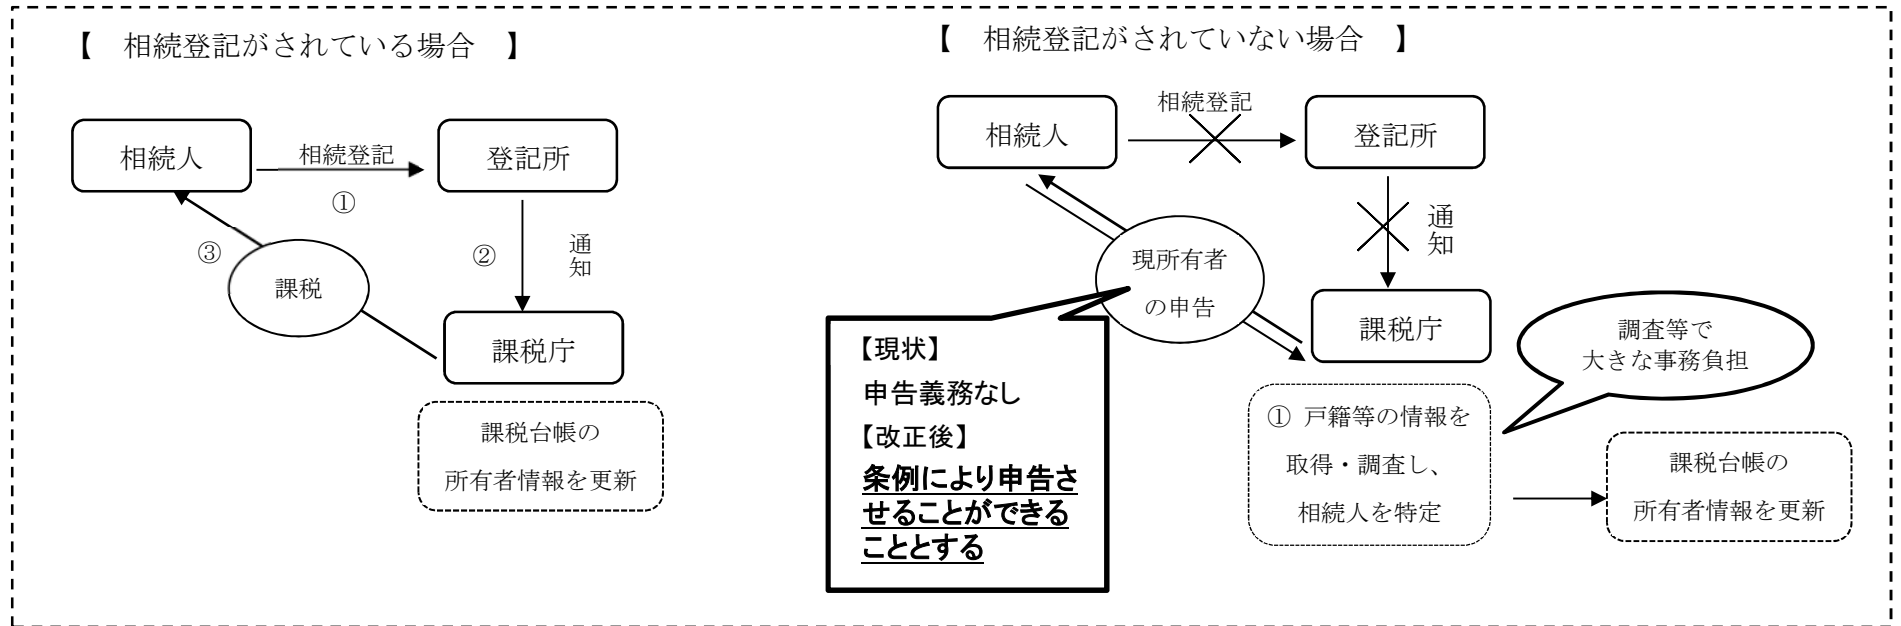 【　相続登記がされている場合　】
相続人
相続登記
①
登記所
②
通
知
③
課税
課税庁
課税台帳の
所有者情報を更新
【　相続登記がされていない場合　】
相続人
相続登記
登記所
通
知
現所有者
の申告
課税庁
【現状】
申告義務なし
【改正後】
条例により申告さ
せることができる
こととする
調査等で
大きな事務負担
① 戸籍等の情報を
取得・調査し、
相続人を特定
課税台帳の
所有者情報を更新